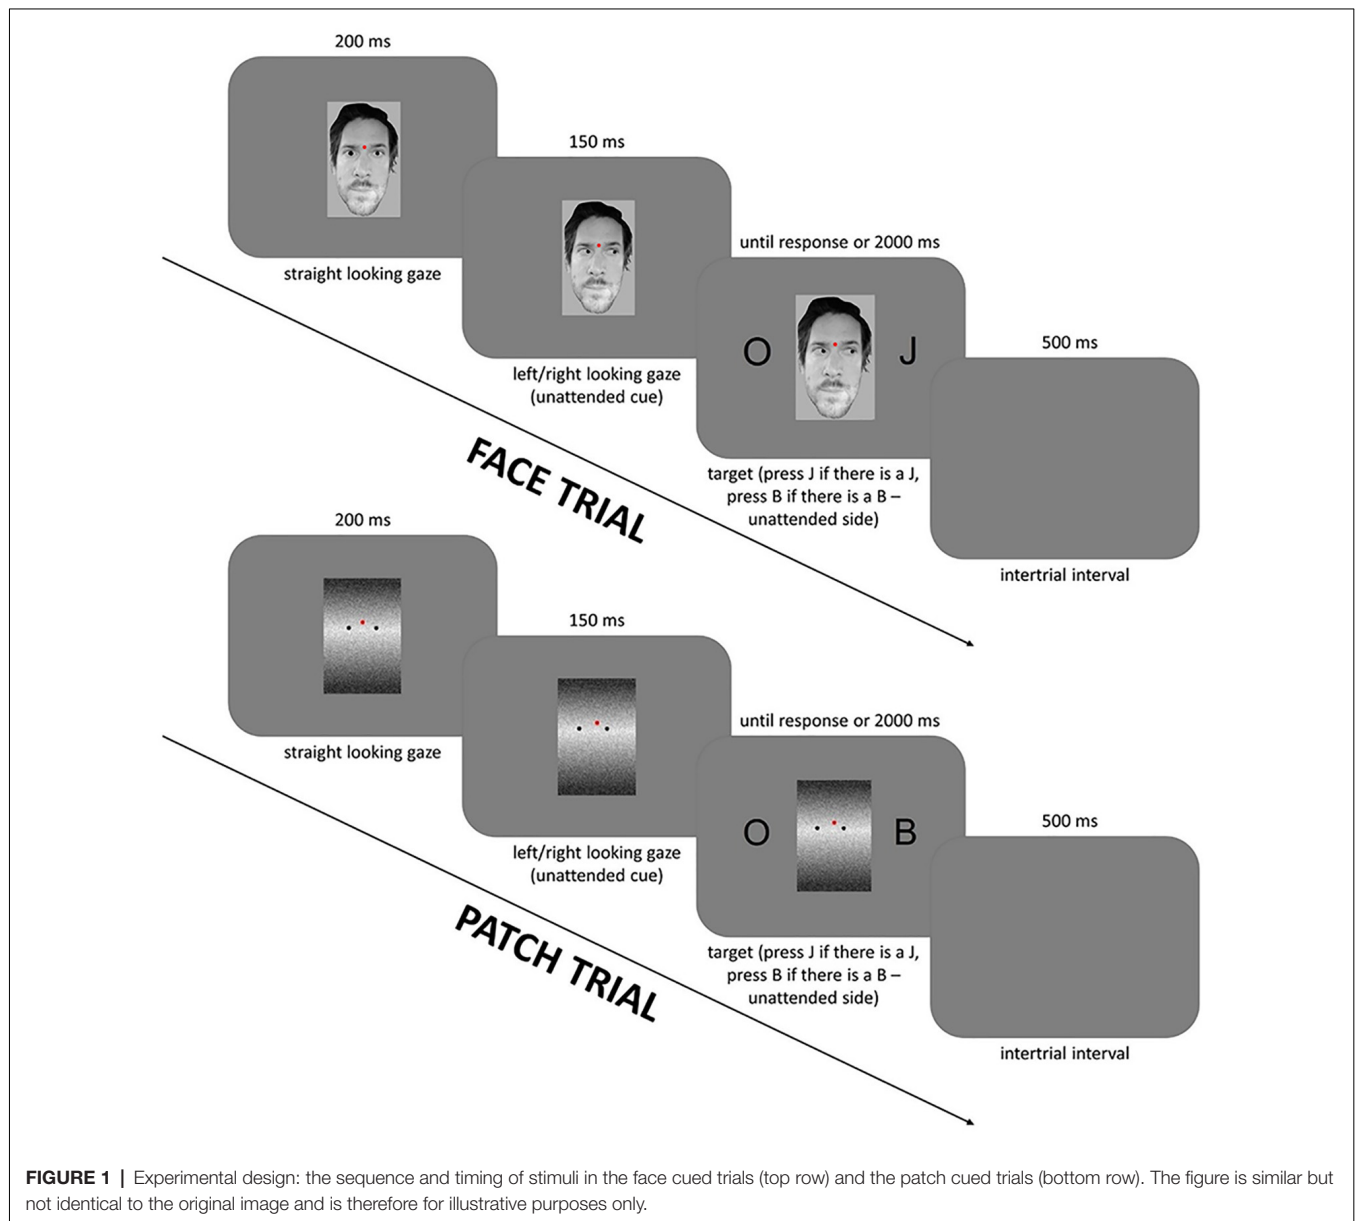 200 ms
straight looking gaze
150 ms
left/right looking gaze
(unattended cue)
until response or 2000 ms
O
J
target (press J if there is a J,
press B if there is a B –
unattended side)
500 ms
intertrial interval
FACE TRIAL
200 ms
straight looking gaze
150 ms
left/right looking gaze
(unattended cue)
until response or 2000 ms
O
B
target (press J if there is a J,
press B if there is a B –
unattended side)
500 ms
intertrial interval
PATCH TRIAL
FIGURE 1 | Experimental design: the sequence and timing of stimuli in the face cued trials (top row) and the patch cued trials (bottom row). The figure is similar but
not identical to the original image and is therefore for illustrative purposes only.